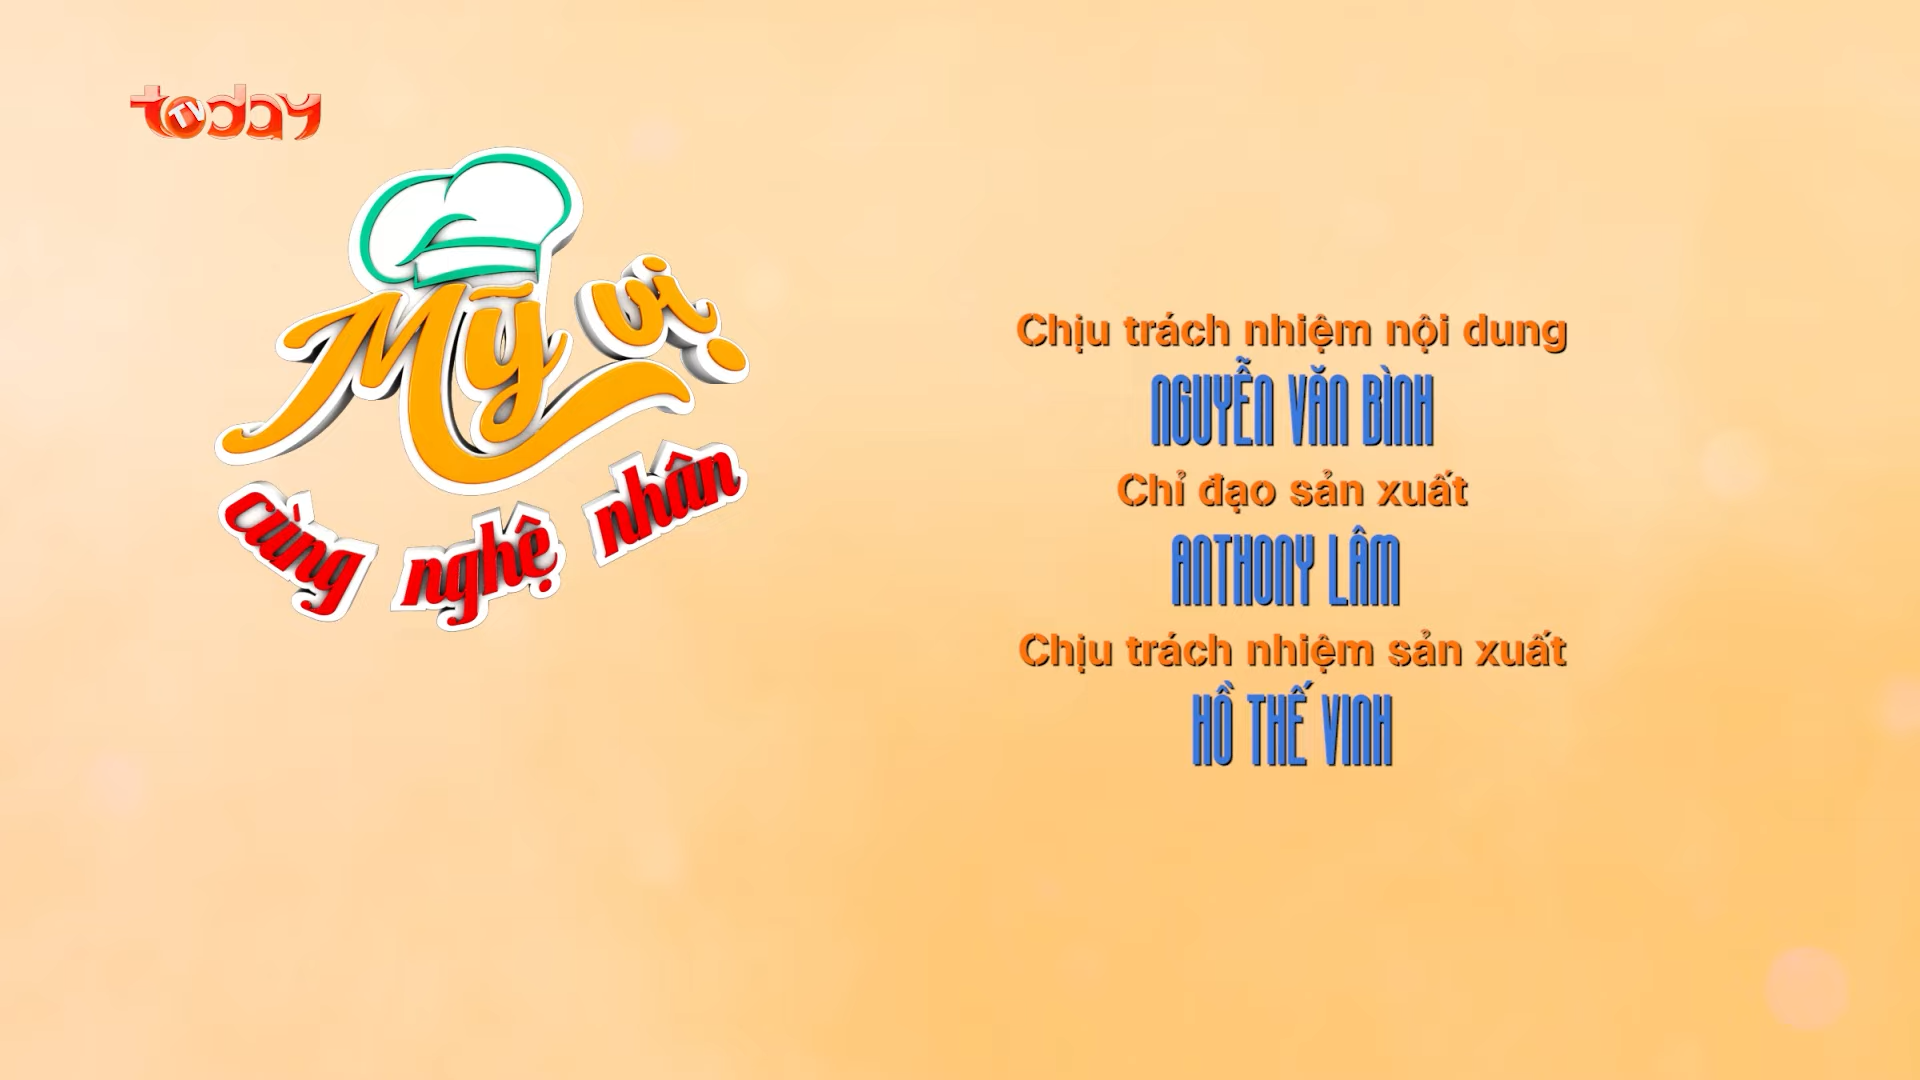 today TV
Mỹ vị
cùng nghệ nhân
Chịu trách nhiệm nội dung
NGUYỄN VĂN BÌNH
Chỉ đạo sản xuất
ANTHONY LÂM
Chịu trách nhiệm sản xuất
HỒ THẾ VINH